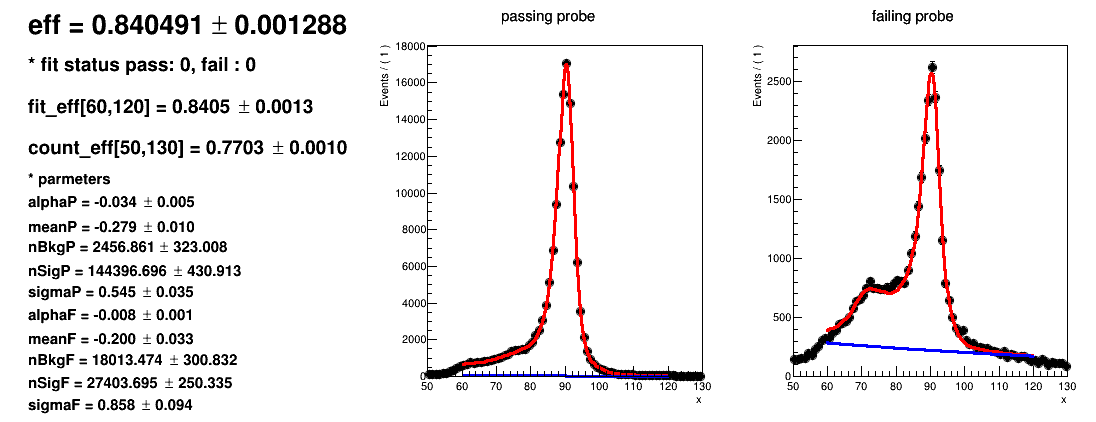 eff = 0.840491 ± 0.001288
* fit status pass: 0, fail : 0
fit_eff[60,120] = 0.8405 ± 0.0013
count_eff[50,130] = 0.7703 ± 0.0010
* parmeters
alphaP = -0.034 ± 0.005
meanP = -0.279 ± 0.010
nBkgP = 2456.861 ± 323.008
nSigP = 144396.696 ± 430.913
sigmaP = 0.545 ± 0.035
alphaF = -0.008 ± 0.001
meanF = -0.200 ± 0.033
nBkgF = 18013.474 ± 300.832
nSigF = 27403.695 ± 250.335
sigmaF = 0.858 ± 0.094
passing probe
Events / ( 1 )
18000
16000
14000
12000
10000
8000
6000
4000
2000
0
50 60 70 80 90 100 110 120 130
x
failing probe
Events / ( 1 )
2500
2000
1500
1000
500
0
50 60 70 80 90 100 110 120 130
x